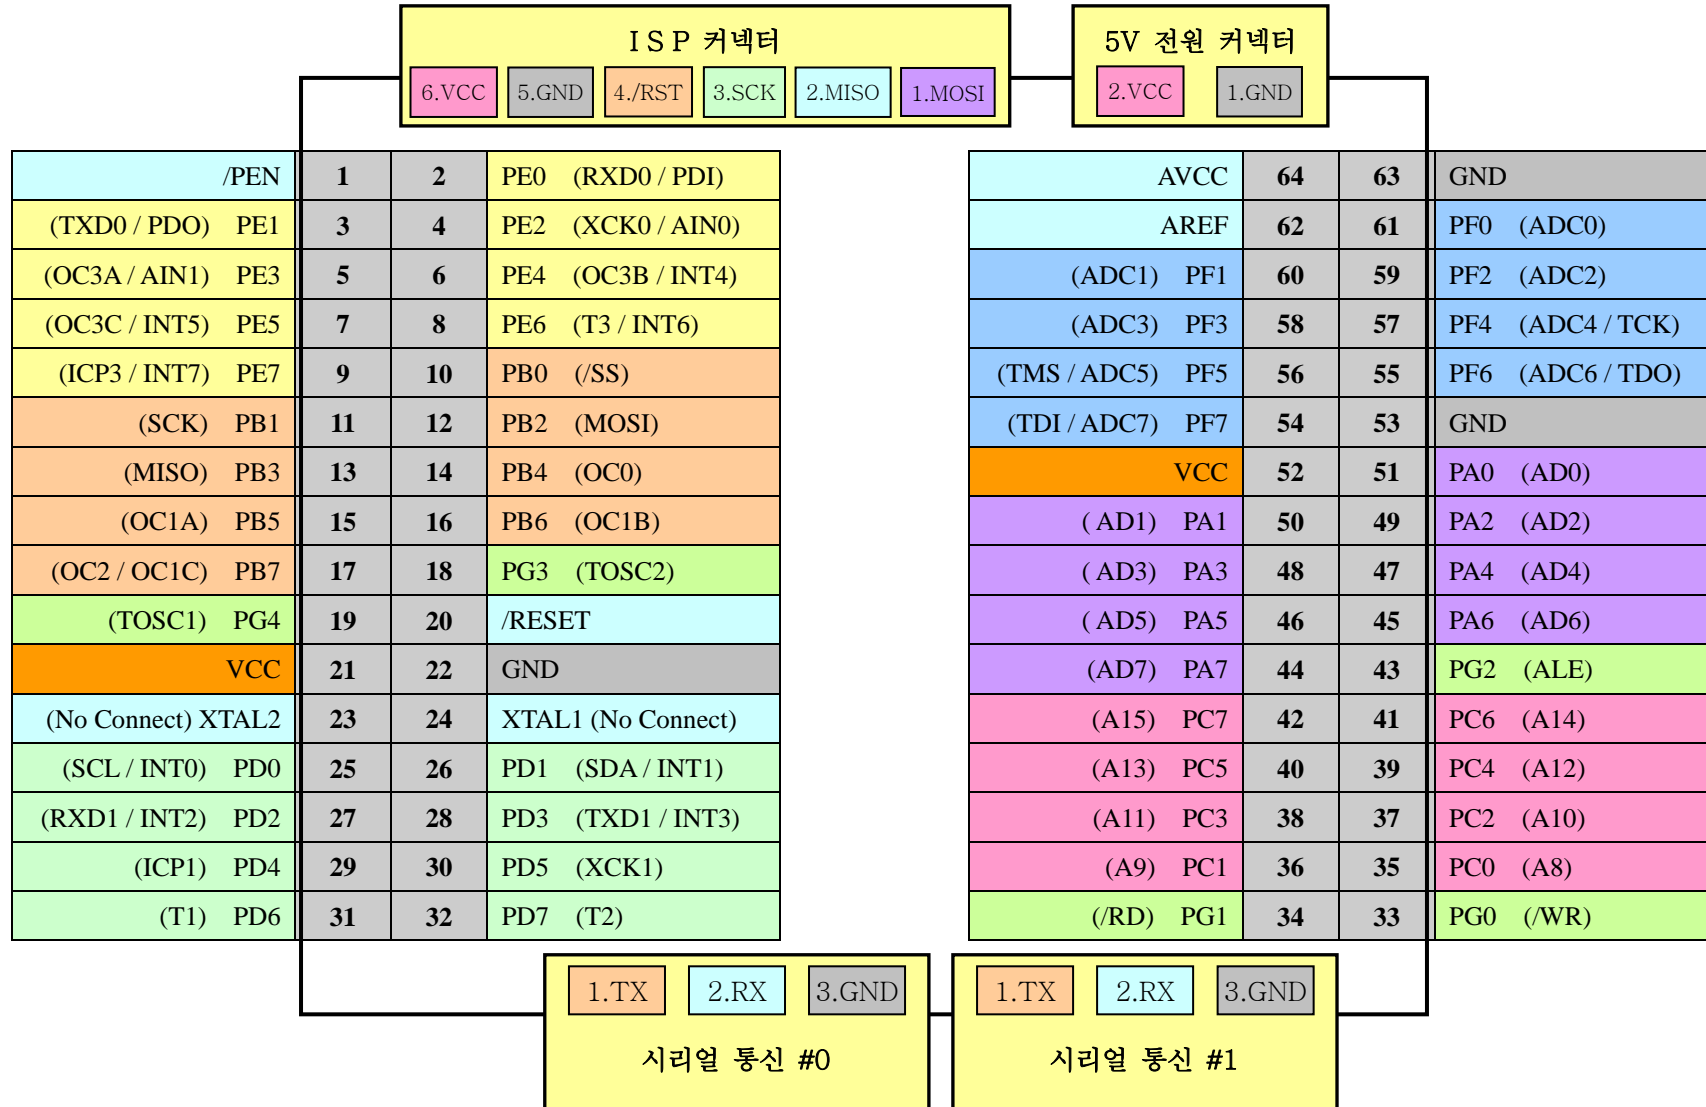 ISP 커넥터
6.VCC 5.GND 4./RST 3.SCK 2.MISO 1.MOSI
5V 전원 커넥터
2.VCC 1.GND
/PEN 1 2 PE0 (RXD0 / PDI)
(TXD0 / PDO) PE1 3 4 PE2 (XCK0 / AIN0)
(OC3A / AIN1) PE3 5 6 PE4 (OC3B / INT4)
(OC3C / INT5) PE5 7 8 PE6 (T3 / INT6)
(ICP3 / INT7) PE7 9 10 PB0 (/SS)
(SCK) PB1 11 12 PB2 (MOSI)
(MISO) PB3 13 14 PB4 (OC0)
(OC1A) PB5 15 16 PB6 (OC1B)
(OC2 / OC1C) PB7 17 18 PG3 (TOSC2)
(TOSC1) PG4 19 20 /RESET
VCC 21 22 GND
(No Connect) XTAL2 23 24 XTAL1 (No Connect)
(SCL / INT0) PD0 25 26 PD1 (SDA / INT1)
(RXD1 / INT2) PD2 27 28 PD3 (TXD1 / INT3)
(ICP1) PD4 29 30 PD5 (XCK1)
(T1) PD6 31 32 PD7 (T2)
AVCC 64 63 GND
AREF 62 61 PF0 (ADC0)
(ADC1) PF1 60 59 PF2 (ADC2)
(ADC3) PF3 58 57 PF4 (ADC4 / TCK)
(TMS / ADC5) PF5 56 55 PF6 (ADC6 / TDO)
(TDI / ADC7) PF7 54 53 GND
VCC 52 51 PA0 (AD0)
( AD1) PA1 50 49 PA2 (AD2)
( AD3) PA3 48 47 PA4 (AD4)
( AD5) PA5 46 45 PA6 (AD6)
(AD7) PA7 44 43 PG2 (ALE)
(A15) PC7 42 41 PC6 (A14)
(A13) PC5 40 39 PC4 (A12)
(A11) PC3 38 37 PC2 (A10)
(A9) PC1 36 35 PC0 (A8)
(/RD) PG1 34 33 PG0 (/WR)
1.TX 2.RX 3.GND
시리얼 통신 #0
1.TX 2.RX 3.GND
시리얼 통신 #1